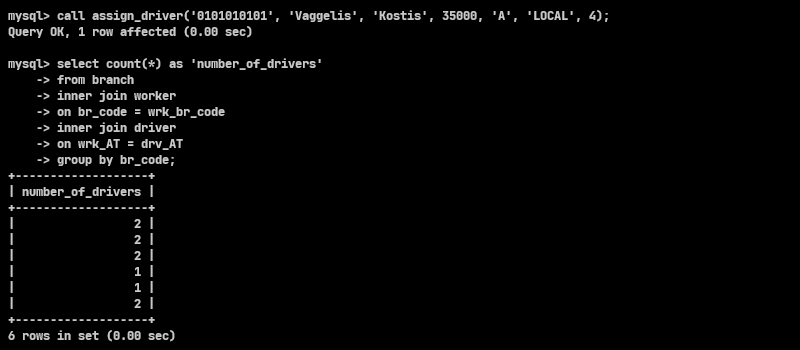 mysql> call assign_driver('0101010101', 'Vaggelis', 'Kostis', 35000, 'A', 'LOCAL', 4);
Query OK, 1 row affected (0.00 sec)
mysql> select count(*) as 'number_of_drivers'
    -> from branch
    -> inner join worker
    -> on br_code = wrk_br_code
    -> inner join driver
    -> on wrk_AT = drv_AT
    -> group by br_code;
+-------------------+
| number_of_drivers |
+-------------------+
|                 2 |
|                 2 |
|                 2 |
|                 1 |
|                 1 |
|                 2 |
+-------------------+
6 rows in set (0.00 sec)